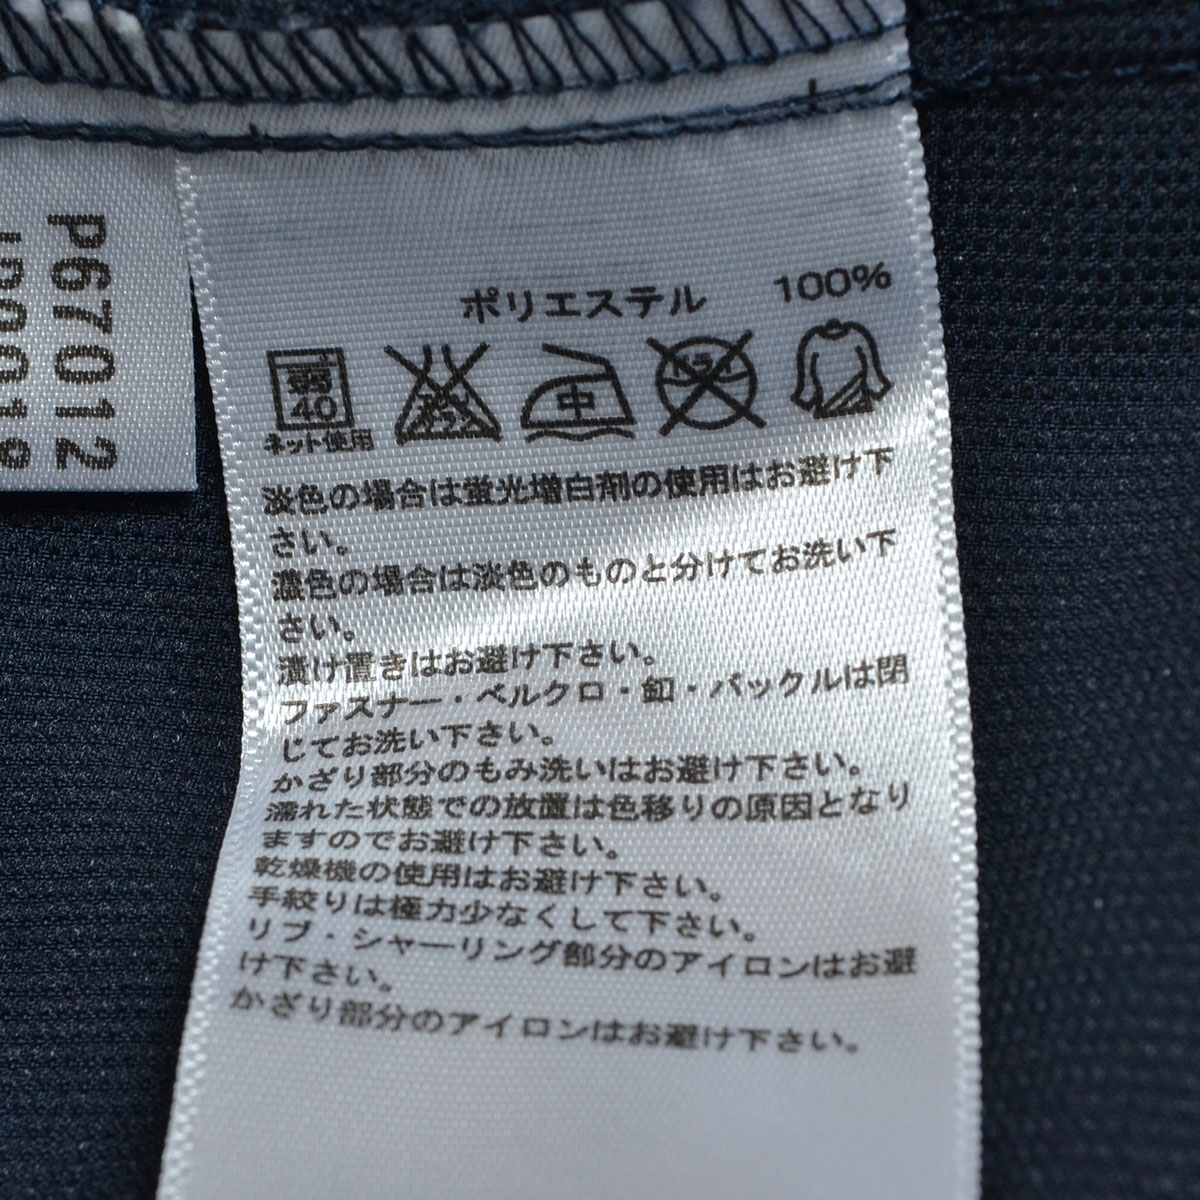 P67012
ポリエステル 100%
弱
40
ネット使用
中
淡色の場合は蛍光増白剤の使用はお避け下
さい。
濃色の場合は淡色のものと分けてお洗い下
さい。
漬け置きはお避け下さい。
ファスナー・ベルクロ・釦・バックルは閉
じてお洗い下さい。
かざり部分のもみ洗いはお避け下さい。
濡れた状態での放置は色移りの原因となり
ますのでお避け下さい。
乾燥機の使用はお避け下さい。
手絞りは極力少なくして下さい。
リブ・シャーリング部分のアイロンはお避
け下さい。
かざり部分のアイロンはお避け下さい。